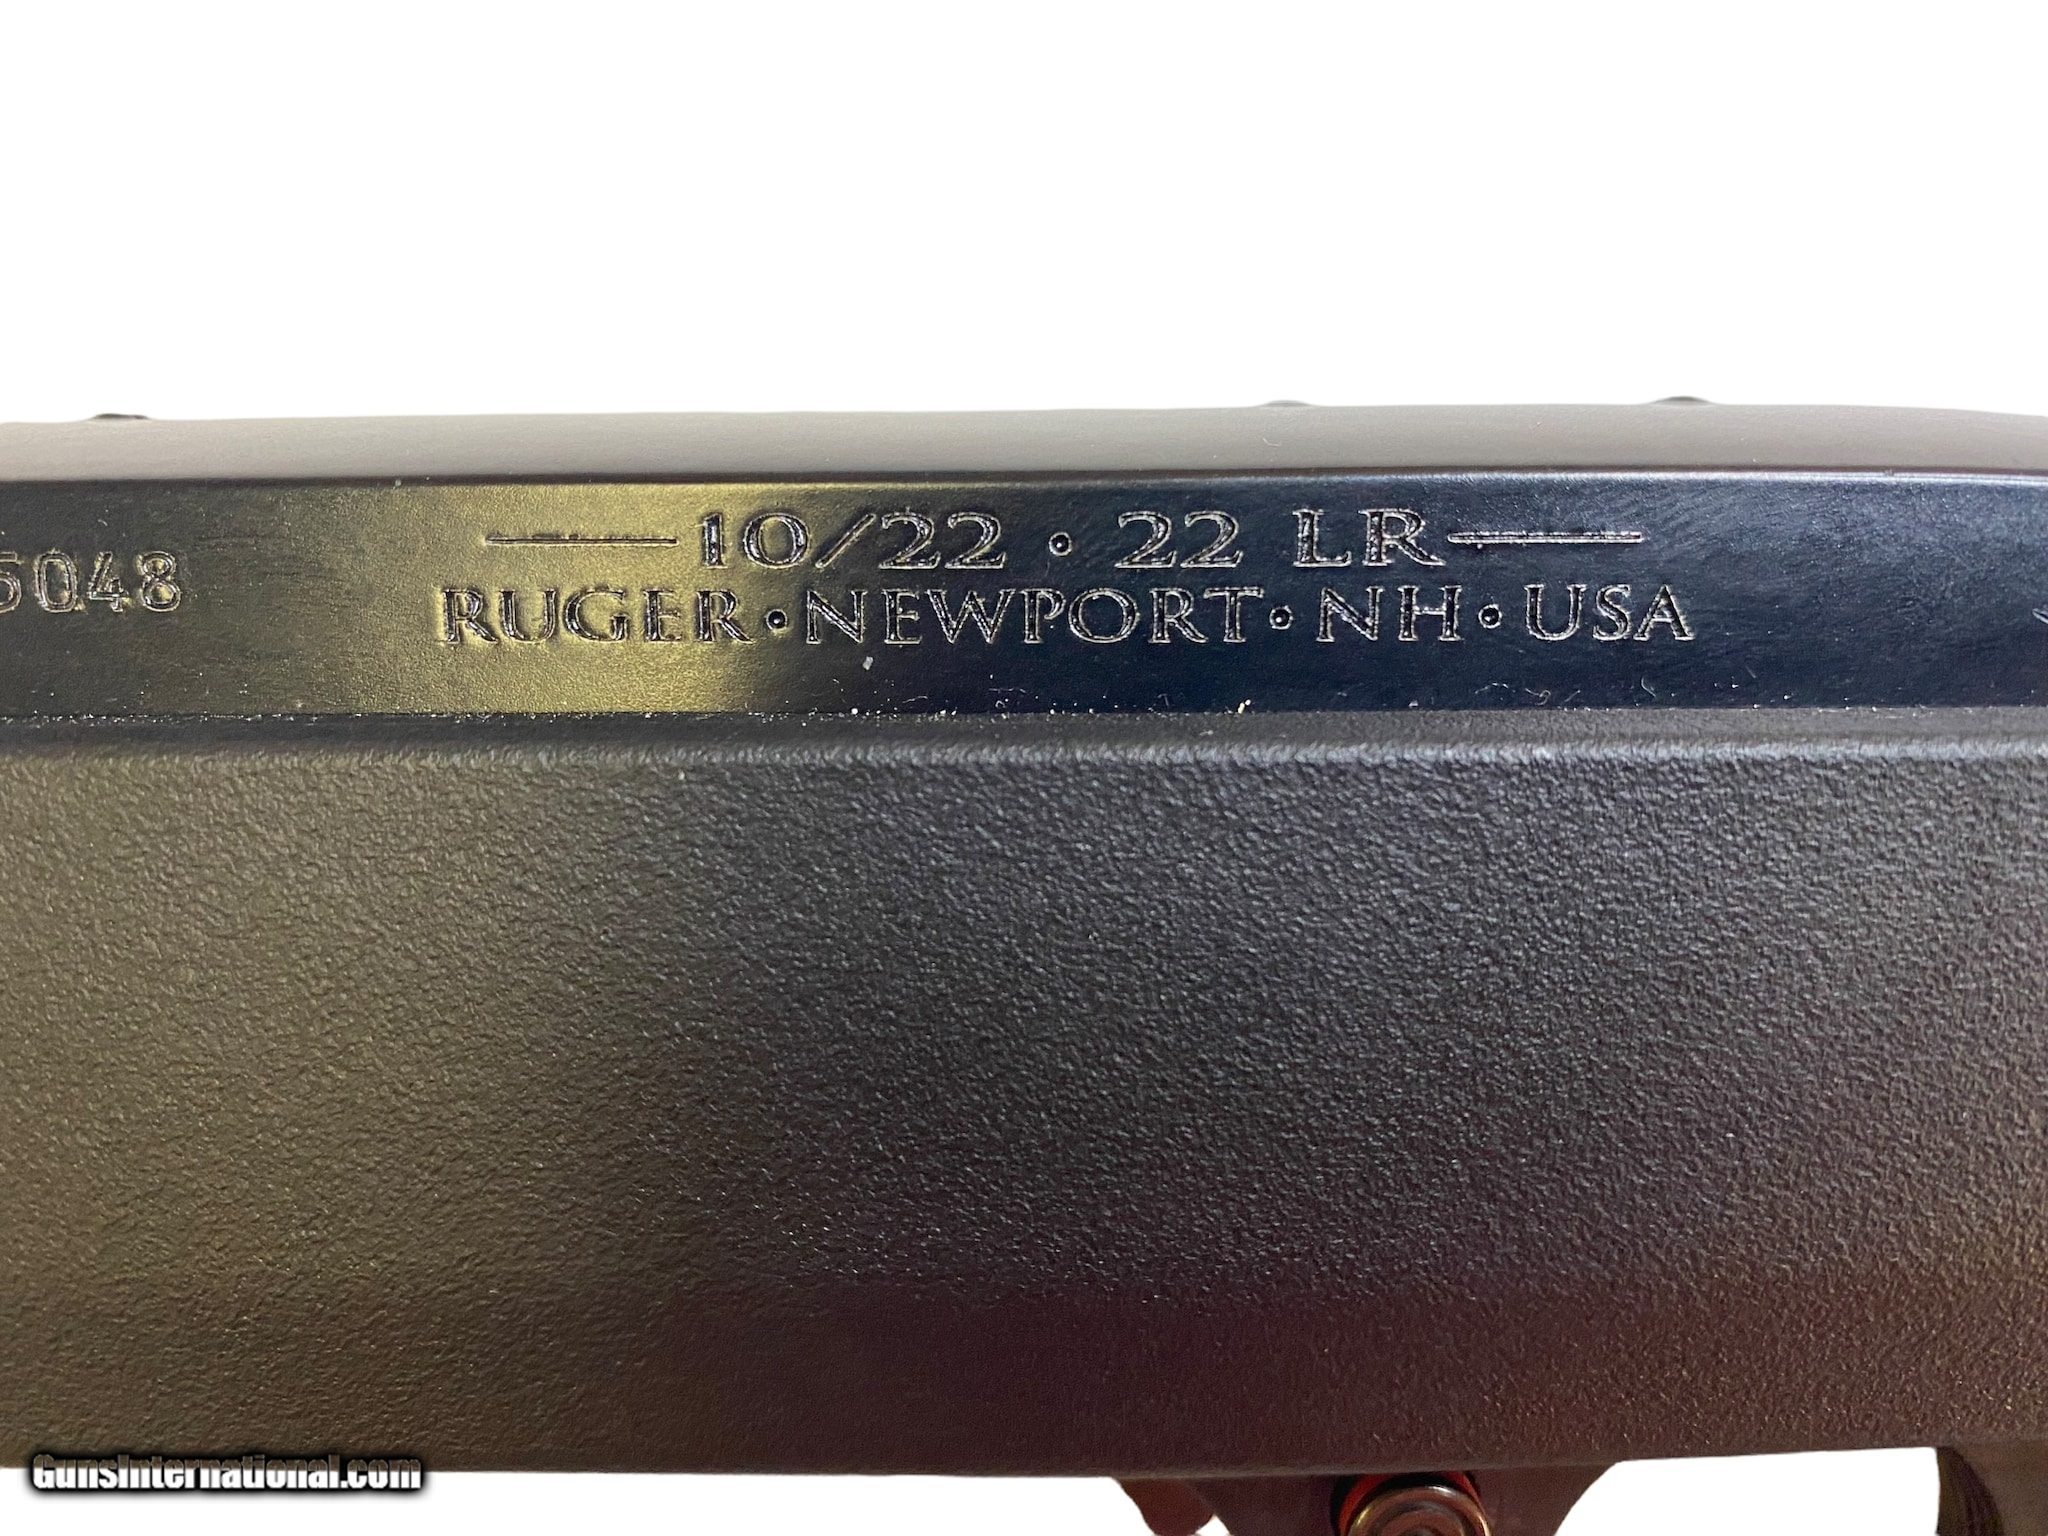 10/22 · 22 LR
5048
RUGER · NEWPORT · NH · USA
GunsInternational.com